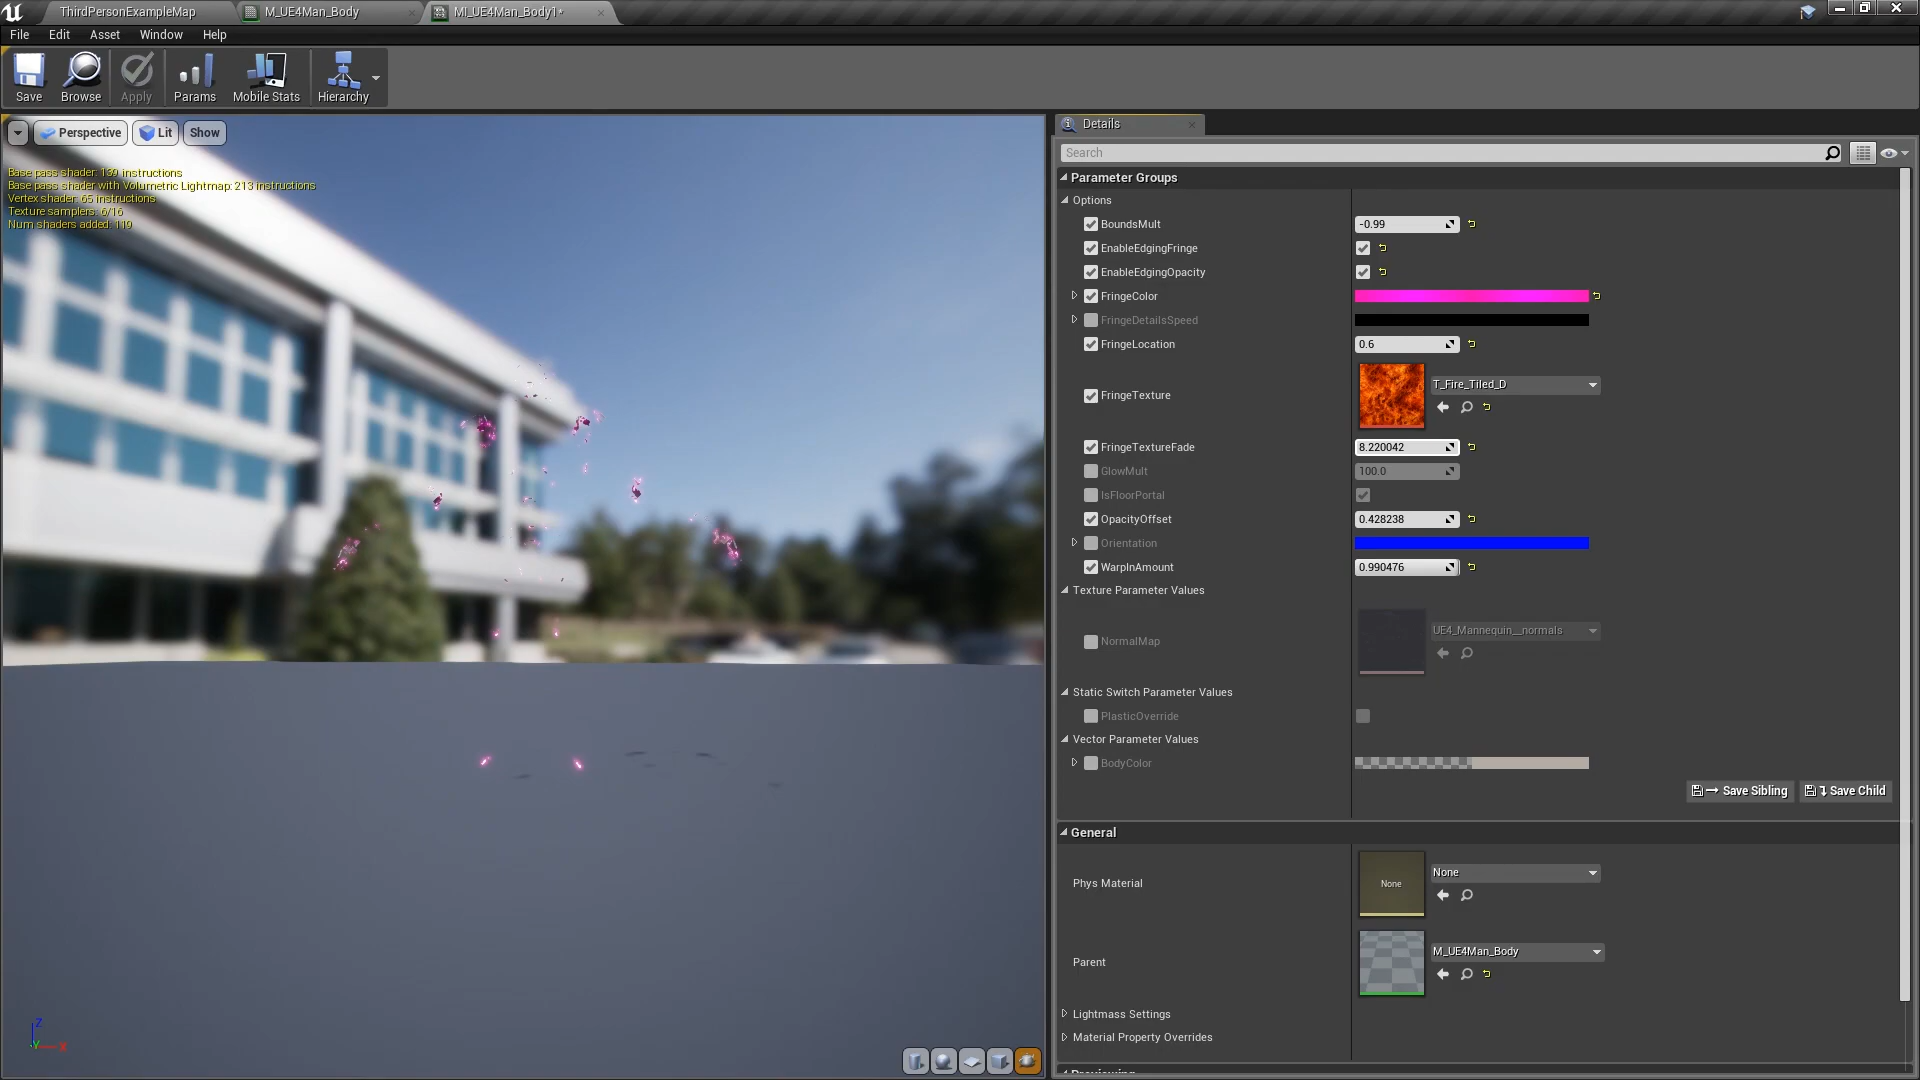 ThirdPersonExampleMap
M_UE4Man_Body
MI_UE4Man_Body1*
File Edit Asset Window Help
Save Browse Apply Params Mobile Stats Hierarchy
Perspective Lit Show
Base pass shader: 139 instructions
Base pass shader with Volumetric Lightmap: 213 instructions
Vertex shader: 65 instructions
Texture samplers: 6/16
Num shaders added: 119
Z
Y X
Details
Search
Parameter Groups
Options
BoundsMult -0.99
EnableEdgingFringe
EnableEdgingOpacity
FringeColor
FringeDetailsSpeed
FringeLocation 0.6
FringeTexture T_Fire_Tiled_D
FringeTextureFade 8.220042
GlowMult 100.0
IsFloorPortal
OpacityOffset 0.428238
Orientation
WarpInAmount 0.990476
Texture Parameter Values
NormalMap UE4_Mannequin__normals
Static Switch Parameter Values
PlasticOverride
Vector Parameter Values
BodyColor
Save Sibling Save Child
General
Phys Material None None
Parent M_UE4Man_Body
Lightmass Settings
Material Property Overrides
Previewing